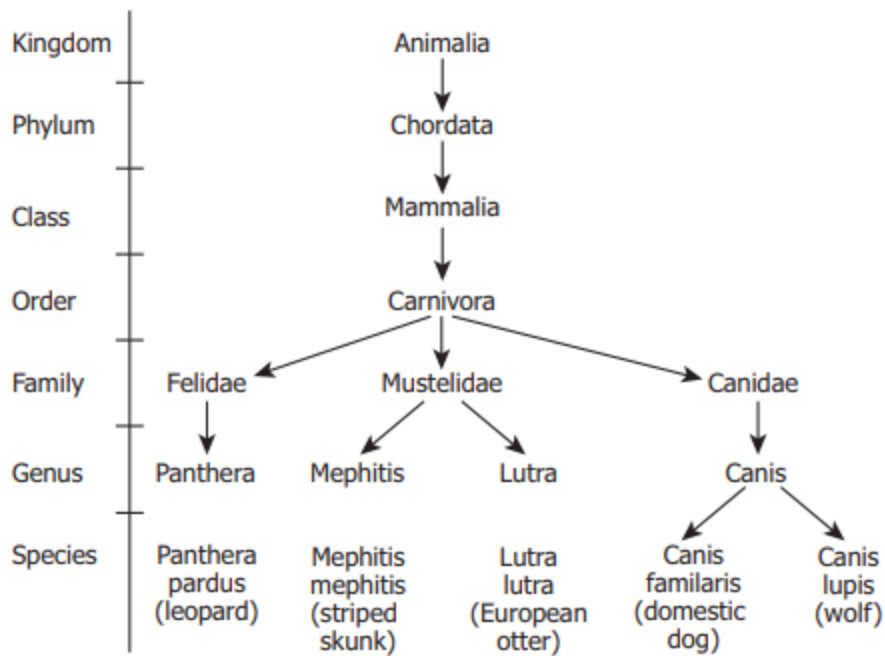 Kingdom Animalia
Phylum Chordata
Class Mammalia
Order Carnivora
Family Felidae Mustelidae Canidae
Genus Panthera Mephitis Lutra Canis
Species Panthera Mephitis Lutra Canis Canis
pardus mephitis lutra familaris lupis
(leopard) (striped (European (domestic (wolf)
skunk) otter) dog)